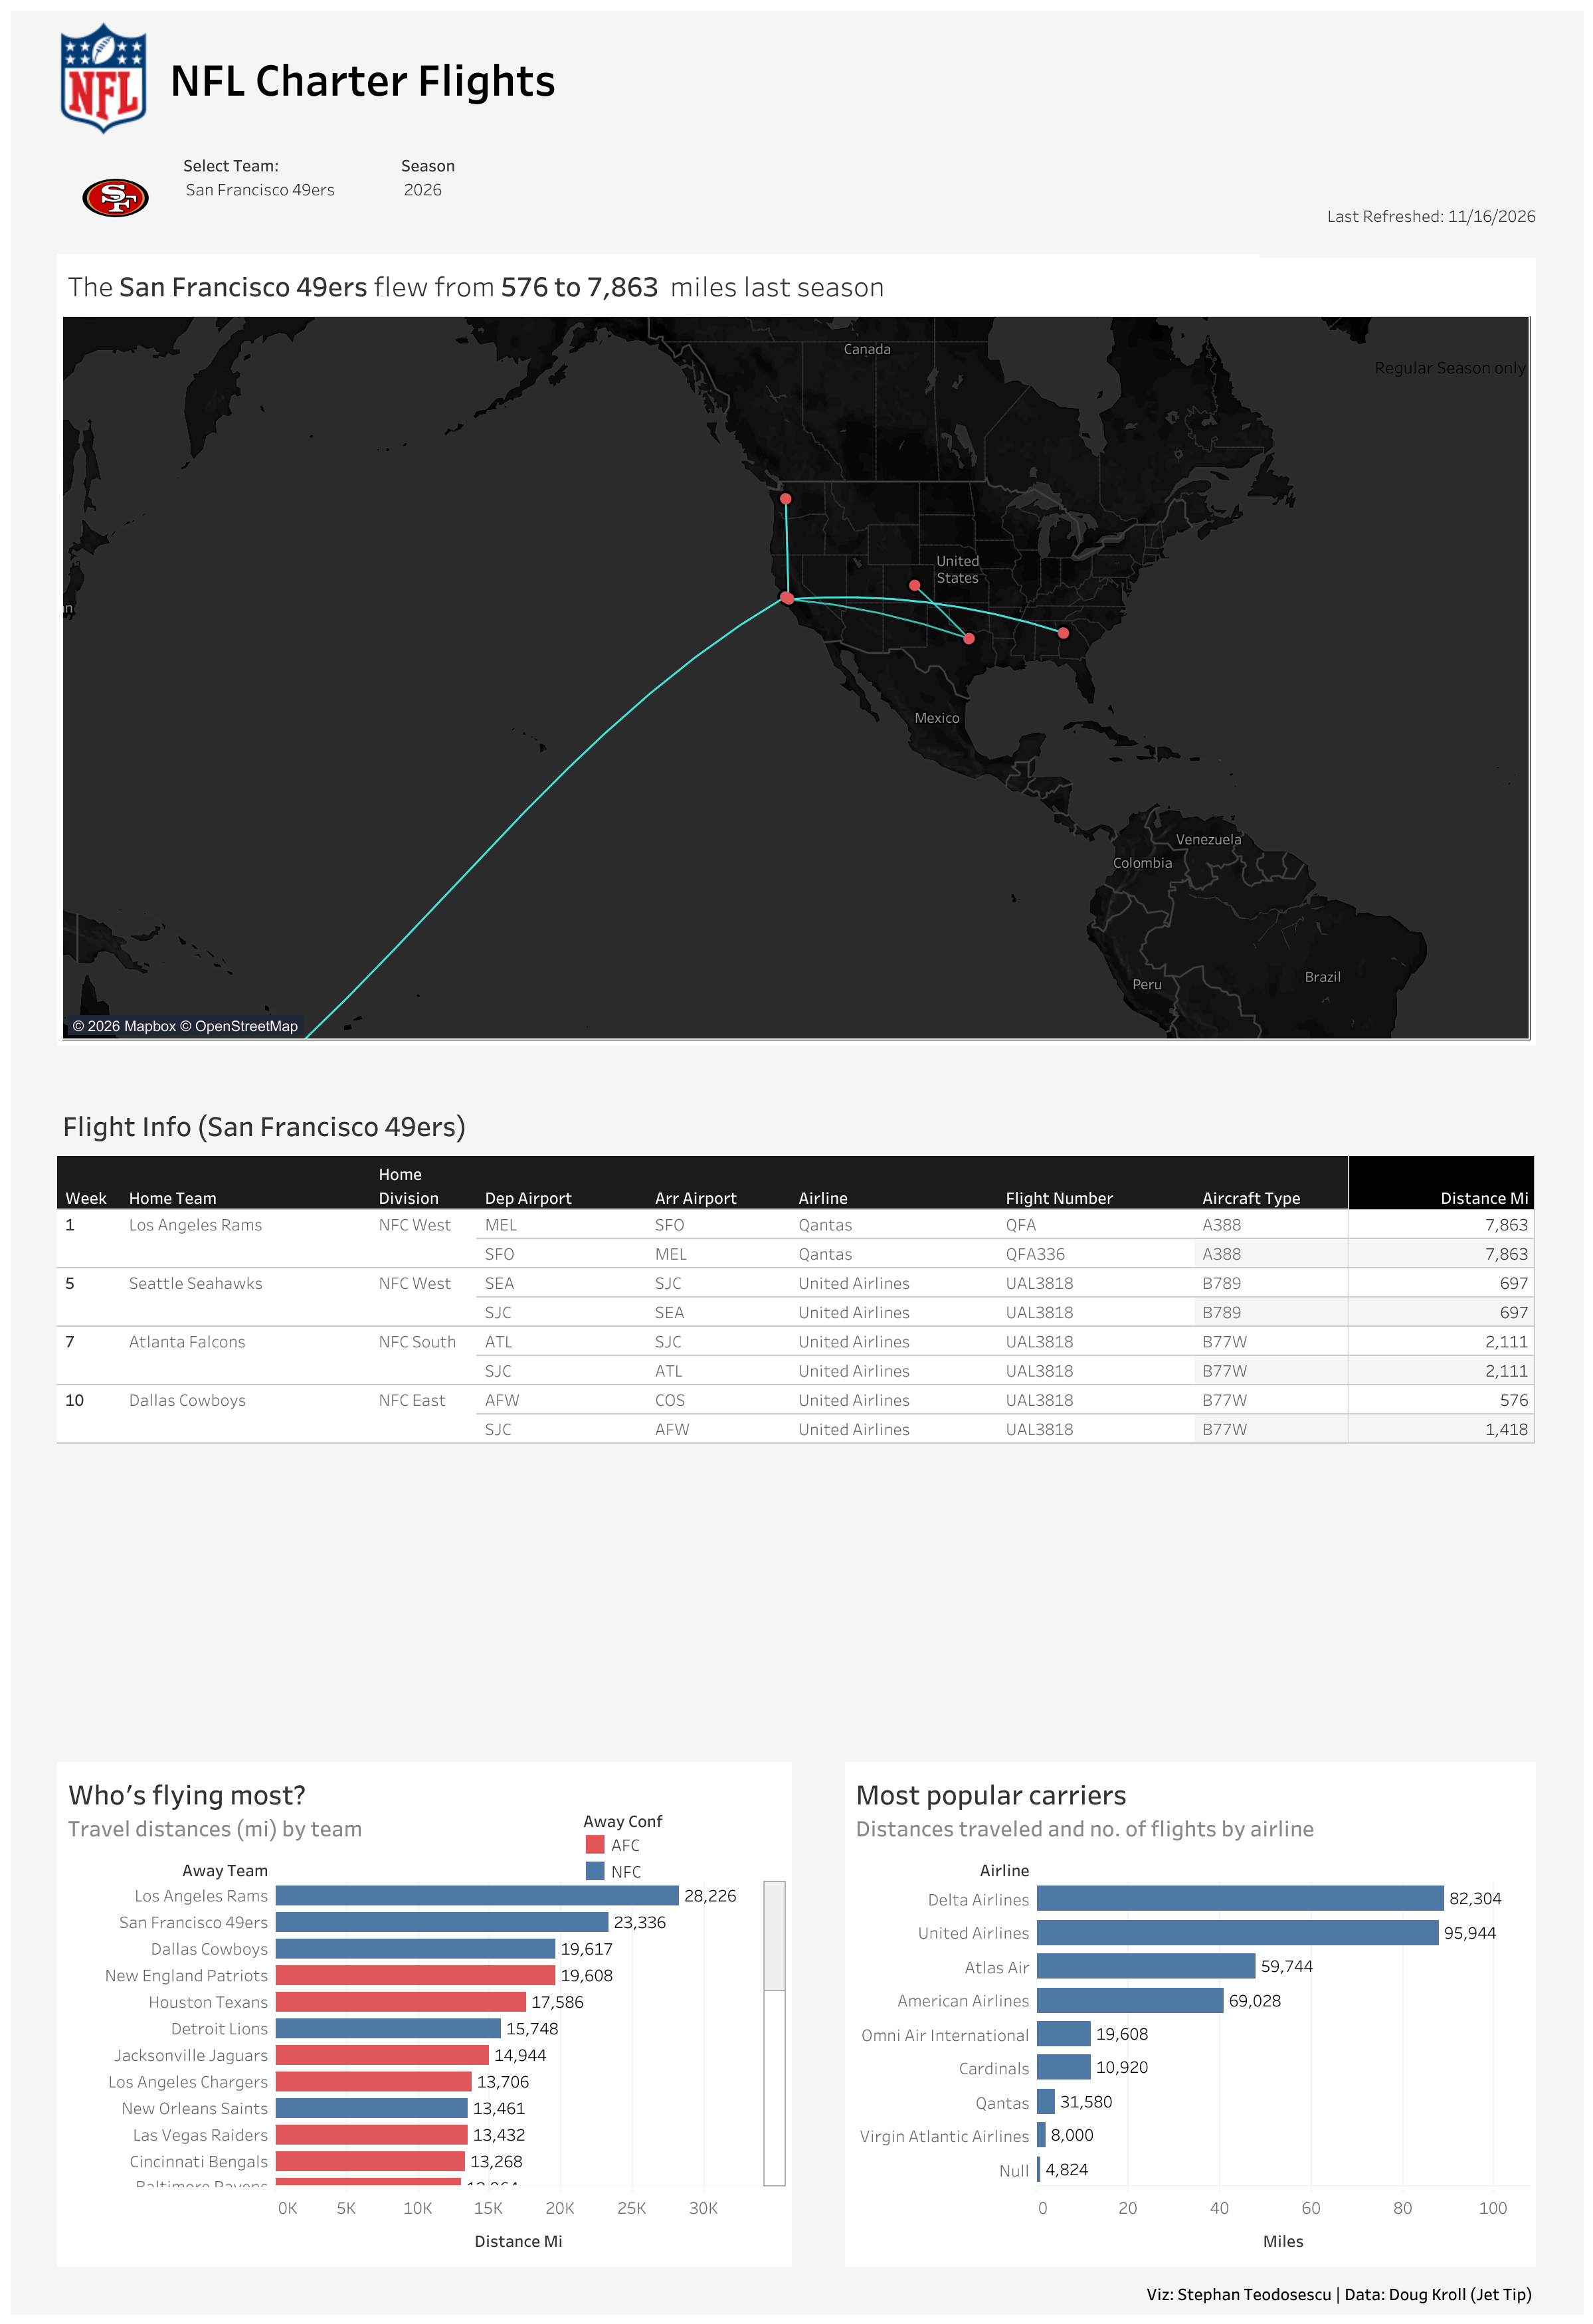 NFL
NFL Charter Flights
SF
Select Team:
San Francisco 49ers
Season
2026
Last Refreshed: 11/16/2026
The San Francisco 49ers flew from 576 to 7,863 miles last season
Canada
Regular Season only
United
States
Mexico
Venezuela
Colombia
Peru
Brazil
© 2026 Mapbox © OpenStreetMap
Flight Info (San Francisco 49ers)
Week Home Team Home Division Dep Airport Arr Airport Airline Flight Number Aircraft Type Distance Mi
1 Los Angeles Rams NFC West MEL SFO Qantas QFA A388 7,863
SFO MEL Qantas QFA336 A388 7,863
5 Seattle Seahawks NFC West SEA SJC United Airlines UAL3818 B789 697
SJC SEA United Airlines UAL3818 B789 697
7 Atlanta Falcons NFC South ATL SJC United Airlines UAL3818 B77W 2,111
SJC ATL United Airlines UAL3818 B77W 2,111
10 Dallas Cowboys NFC East AFW COS United Airlines UAL3818 B77W 576
SJC AFW United Airlines UAL3818 B77W 1,418
Who's flying most?
Travel distances (mi) by team
Away Conf
AFC
NFC
Away Team
Los Angeles Rams 28,226
San Francisco 49ers 23,336
Dallas Cowboys 19,617
New England Patriots 19,608
Houston Texans 17,586
Detroit Lions 15,748
Jacksonville Jaguars 14,944
Los Angeles Chargers 13,706
New Orleans Saints 13,461
Las Vegas Raiders 13,432
Cincinnati Bengals 13,268
Baltimore Ravens
0K 5K 10K 15K 20K 25K 30K
Distance Mi
Most popular carriers
Distances traveled and no. of flights by airline
Airline
Delta Airlines 82,304
United Airlines 95,944
Atlas Air 59,744
American Airlines 69,028
Omni Air International 19,608
Cardinals 10,920
Qantas 31,580
Virgin Atlantic Airlines 8,000
Null 4,824
0 20 40 60 80 100
Miles
Viz: Stephan Teodosescu | Data: Doug Kroll (Jet Tip)